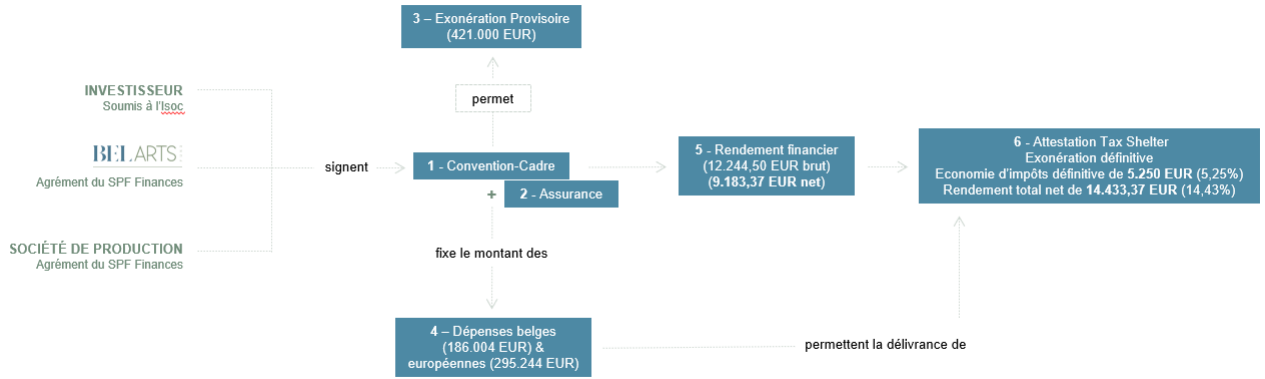 3 – Exonération Provisoire
(421.000 EUR)
INVESTISSEUR
Soumis à l'Isoc
permet
BELARTS
Agrément du SPF Finances
signent
1 - Convention-Cadre
+
2 - Assurance
5 - Rendement financier
(12.244,50 EUR brut)
(9.183,37 EUR net)
6 - Attestation Tax Shelter
Exonération définitive
Economie d'impôts définitive de 5.250 EUR (5,25%)
Rendement total net de 14.433,37 EUR (14,43%)
SOCIÉTÉ DE PRODUCTION
Agrément du SPF Finances
fixe le montant des
4 – Dépenses belges
(186.004 EUR) &
européennes (295.244 EUR)
permettent la délivrance de